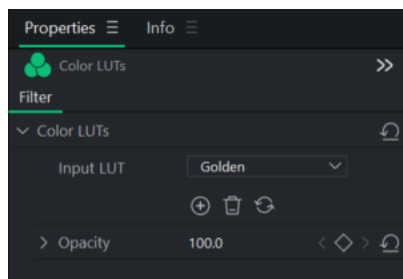 Properties Info
Color LUTs
Filter
Color LUTs
Input LUT Golden
Opacity 100.0